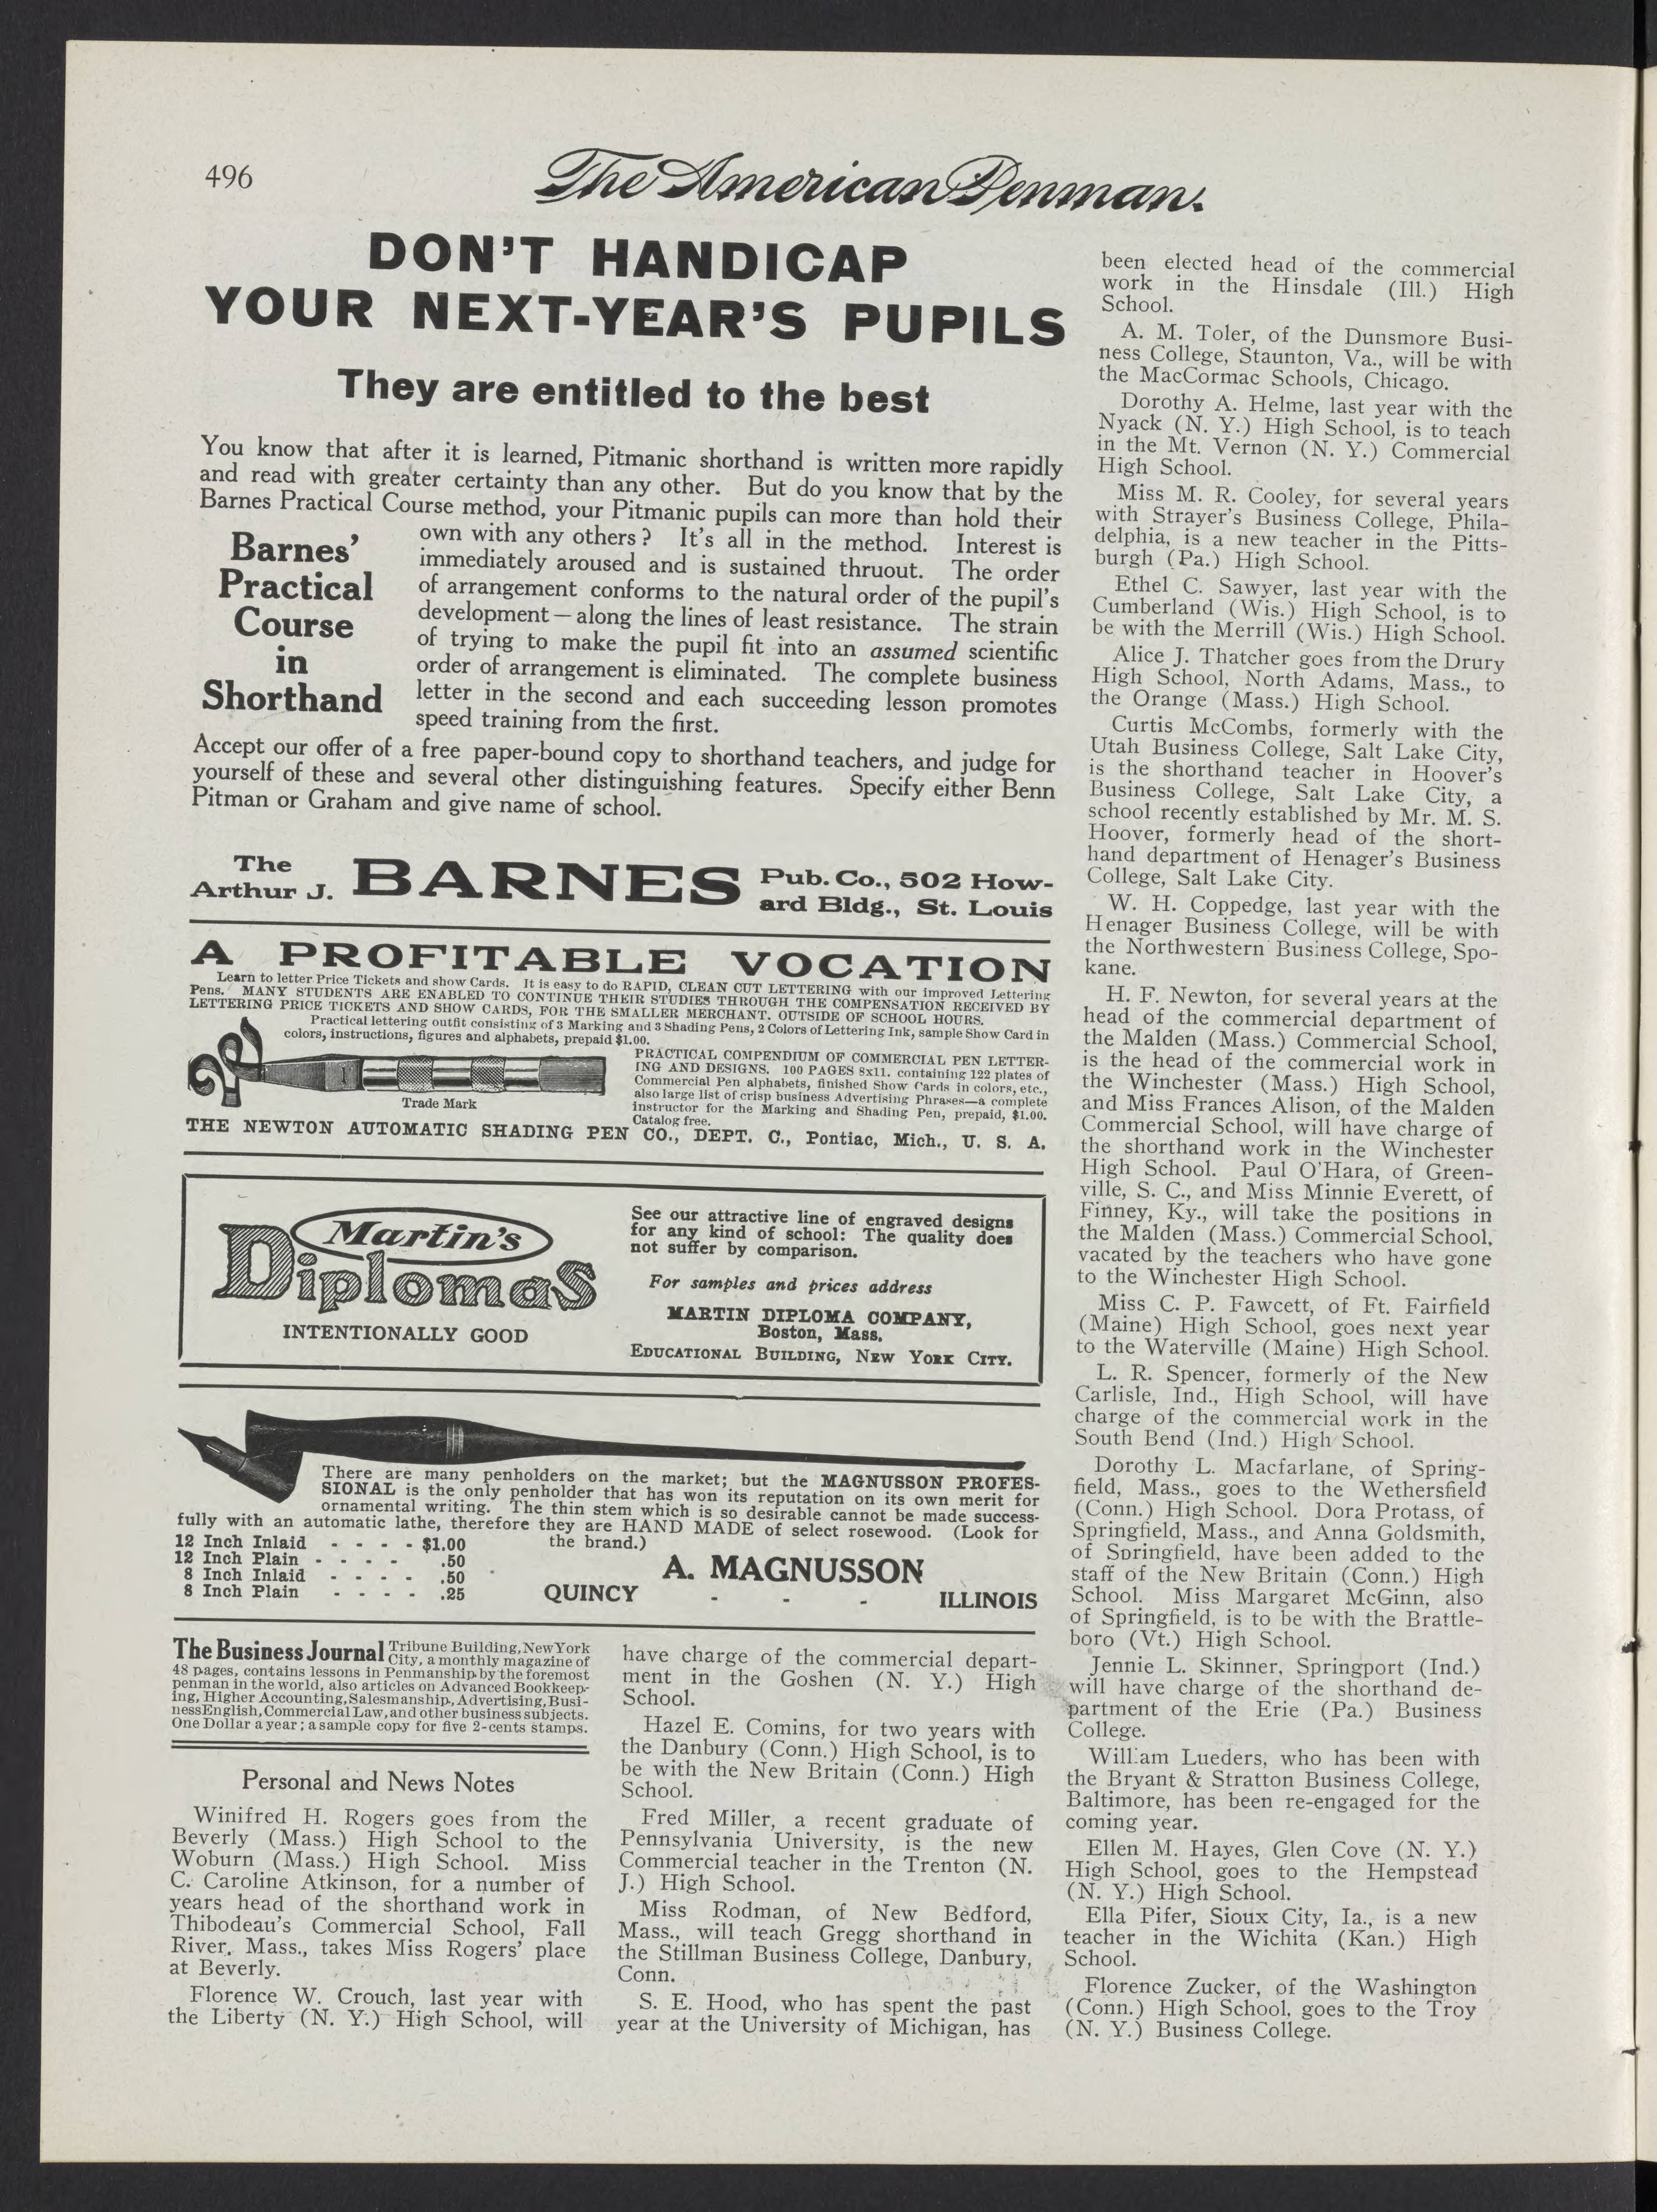 496
The American Penman.
DON'T HANDICAP
YOUR NEXT-YEAR'S PUPILS
They are entitled to the best
You know that after it is learned, Pitmanic shorthand is written more rapidly
and read with greater certainty than any other. But do you know that by the
Barnes Practical Course method, your Pitmanic pupils can more than hold their
Barnes'
Practical
Course
in
Shorthand
own with any others? It's all in the method. Interest is
immediately aroused and is sustained thruout. The order
of arrangement conforms to the natural order of the pupil's
development—along the lines of least resistance. The strain
of trying to make the pupil fit into an assumed scientific
order of arrangement is eliminated. The complete business
letter in the second and each succeeding lesson promotes
speed training from the first.
Accept our offer of a free paper-bound copy to shorthand teachers, and judge for
yourself of these and several other distinguishing features. Specify either Benn
Pitman or Graham and give name of school.
The
Arthur J. BARNES Pub. Co., 502 How-
ard Bldg., St. Louis
A PROFITABLE VOCATION
Learn to letter Price Tickets and show Cards. It is easy to do RAPID, CLEAN CUT LETTERING with our improved Lettering
Pens. MANY STUDENTS ARE ENABLED TO CONTINUE THEIR STUDIES THROUGH THE COMPENSATION RECEIVED BY
LETTERING PRICE TICKETS AND SHOW CARDS, FOR THE SMALLER MERCHANT. OUTSIDE OF SCHOOL HOURS.
Practical lettering outfit consisting of 3 Marking and 3 Shading Pens, 2 Colors of Lettering Ink, sample Show Card in
colors, instructions, figures and alphabets, prepaid $1.00.
PRACTICAL COMPENDIUM OF COMMERCIAL PEN LETTER-
ING AND DESIGNS. 100 PAGES 8x11. containing 122 plates of
Commercial Pen alphabets, finished Show Cards in colors, etc.,
also large list of crisp business Advertising Phrases—a complete
instructor for the Marking and Shading Pen, prepaid, $1.00.
Catalog free.
Trade Mark
THE NEWTON AUTOMATIC SHADING PEN CO., DEPT. C., Pontiac, Mich., U. S. A.
Martin's
Diplomas
INTENTIONALLY GOOD
See our attractive line of engraved designs
for any kind of school: The quality does
not suffer by comparison.
For samples and prices address
MARTIN DIPLOMA COMPANY,
Boston, Mass.
EDUCATIONAL BUILDING, NEW YORK CITY.
There are many penholders on the market; but the MAGNUSSON PROFES-
SIONAL is the only penholder that has won its reputation on its own merit for
ornamental writing. The thin stem which is so desirable cannot be made success-
fully with an automatic lathe, therefore they are HAND MADE of select rosewood. (Look for
the brand.)
12 Inch Inlaid - - - - $1.00
12 Inch Plain - - - - .50
8 Inch Inlaid - - - - .50
8 Inch Plain - - - - .25
A. MAGNUSSON
QUINCY - - - ILLINOIS
The Business Journal Tribune Building, New York
City, a monthly magazine of
48 pages, contains lessons in Penmanship by the foremost
penman in the world, also articles on Advanced Bookkeep-
ing, Higher Accounting, Salesmanship, Advertising, Busi-
ness English, Commercial Law, and other business subjects.
One Dollar a year; a sample copy for five 2-cents stamps.
Personal and News Notes
Winifred H. Rogers goes from the
Beverly (Mass.) High School to the
Woburn (Mass.) High School. Miss
C. Caroline Atkinson, for a number of
years head of the shorthand work in
Thibodeau's Commercial School, Fall
River, Mass., takes Miss Rogers' place
at Beverly.
Florence W. Crouch, last year with
the Liberty (N. Y.) High School, will
have charge of the commercial depart-
ment in the Goshen (N. Y.) High
School.
Hazel E. Comins, for two years with
the Danbury (Conn.) High School, is to
be with the New Britain (Conn.) High
School.
Fred Miller, a recent graduate of
Pennsylvania University, is the new
Commercial teacher in the Trenton (N.
J.) High School.
Miss Rodman, of New Bedford,
Mass., will teach Gregg shorthand in
the Stillman Business College, Danbury,
Conn.
S. E. Hood, who has spent the past
year at the University of Michigan, has
been elected head of the commercial
work in the Hinsdale (Ill.) High
School.
A. M. Toler, of the Dunsmore Busi-
ness College, Staunton, Va., will be with
the MacCormac Schools, Chicago.
Dorothy A. Helme, last year with the
Nyack (N. Y.) High School, is to teach
in the Mt. Vernon (N. Y.) Commercial
High School.
Miss M. R. Cooley, for several years
with Strayer's Business College, Phila-
delphia, is a new teacher in the Pitts-
burgh (Pa.) High School.
Ethel C. Sawyer, last year with the
Cumberland (Wis.) High School, is to
be with the Merrill (Wis.) High School.
Alice J. Thatcher goes from the Drury
High School, North Adams, Mass., to
the Orange (Mass.) High School.
Curtis McCombs, formerly with the
Utah Business College, Salt Lake City,
is the shorthand teacher in Hoover's
Business College, Salt Lake City, a
school recently established by Mr. M. S.
Hoover, formerly head of the short-
hand department of Henager's Business
College, Salt Lake City.
W. H. Coppedge, last year with the
Henager Business College, will be with
the Northwestern Business College, Spo-
kane.
H. F. Newton, for several years at the
head of the commercial department of
the Malden (Mass.) Commercial School,
is the head of the commercial work in
the Winchester (Mass.) High School,
and Miss Frances Alison, of the Malden
Commercial School, will have charge of
the shorthand work in the Winchester
High School. Paul O'Hara, of Green-
ville, S. C., and Miss Minnie Everett, of
Finney, Ky., will take the positions in
the Malden (Mass.) Commercial School,
vacated by the teachers who have gone
to the Winchester High School.
Miss C. P. Fawcett, of Ft. Fairfield
(Maine) High School, goes next year
to the Waterville (Maine) High School.
L. R. Spencer, formerly of the New
Carlisle, Ind., High School, will have
charge of the commercial work in the
South Bend (Ind.) High School.
Dorothy L. Macfarlane, of Spring-
field, Mass., goes to the Wethersfield
(Conn.) High School. Dora Protass, of
Springfield, Mass., and Anna Goldsmith,
of Springfield, have been added to the
staff of the New Britain (Conn.) High
School. Miss Margaret McGinn, also
of Springfield, is to be with the Brattle-
boro (Vt.) High School.
Jennie L. Skinner, Springport (Ind.)
will have charge of the shorthand de-
partment of the Erie (Pa.) Business
College.
William Lueders, who has been with
the Bryant & Stratton Business College,
Baltimore, has been re-engaged for the
coming year.
Ellen M. Hayes, Glen Cove (N. Y.)
High School, goes to the Hempstead
(N. Y.) High School.
Ella Pifer, Sioux City, Ia., is a new
teacher in the Wichita (Kan.) High
School.
Florence Zucker, of the Washington
(Conn.) High School, goes to the Troy
(N. Y.) Business College.